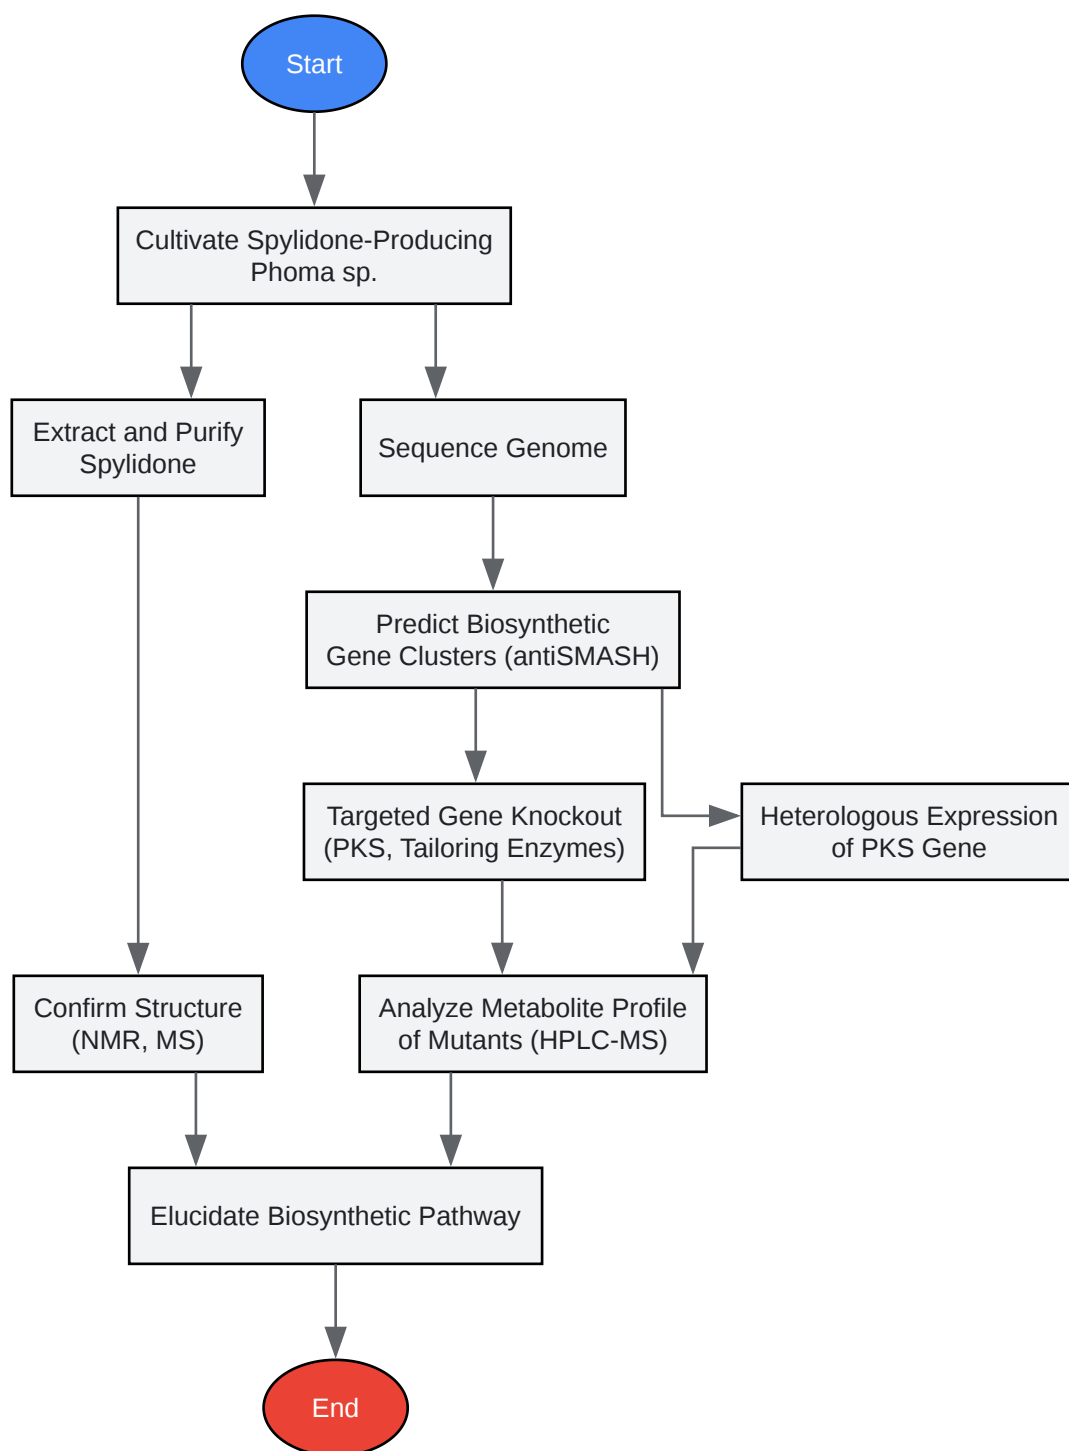 Start
Cultivate Spylidone-Producing
Phoma sp.
Extract and Purify
Spylidone
Sequence Genome
Predict Biosynthetic
Gene Clusters (antiSMASH)
Targeted Gene Knockout
(PKS, Tailoring Enzymes)
Heterologous Expression
of PKS Gene
Confirm Structure
(NMR, MS)
Analyze Metabolite Profile
of Mutants (HPLC-MS)
Elucidate Biosynthetic Pathway
End